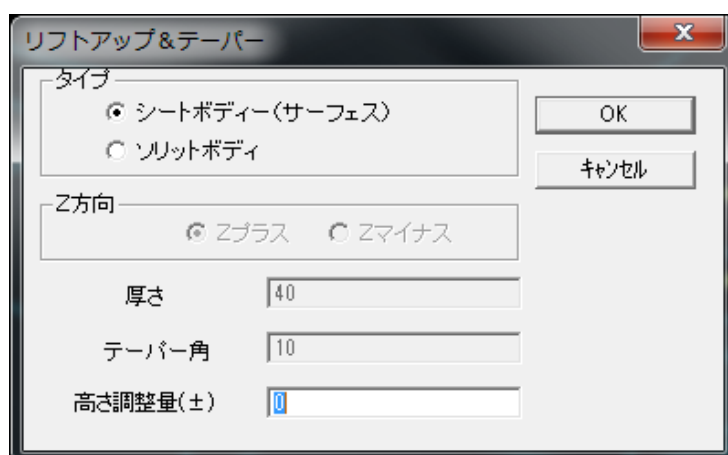 リフトアップ&テーパー
x
タイプ
シートボディー(サーフェス)
ソリットボディ
OK
キャンセル
Z方向
Zプラス Zマイナス
厚さ 40
テーパー角 10
高さ調整量(±) 0